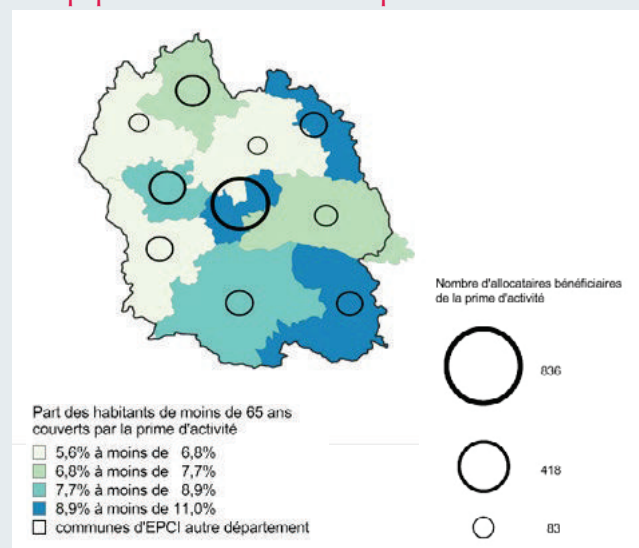 Nombre d'allocataires bénéficiaires
de la prime d'activité
836
418
83
Part des habitants de moins de 65 ans
couverts par la prime d'activité
5,6% à moins de 6,8%
6,8% à moins de 7,7%
7,7% à moins de 8,9%
8,9% à moins de 11,0%
communes d'EPCI autre département